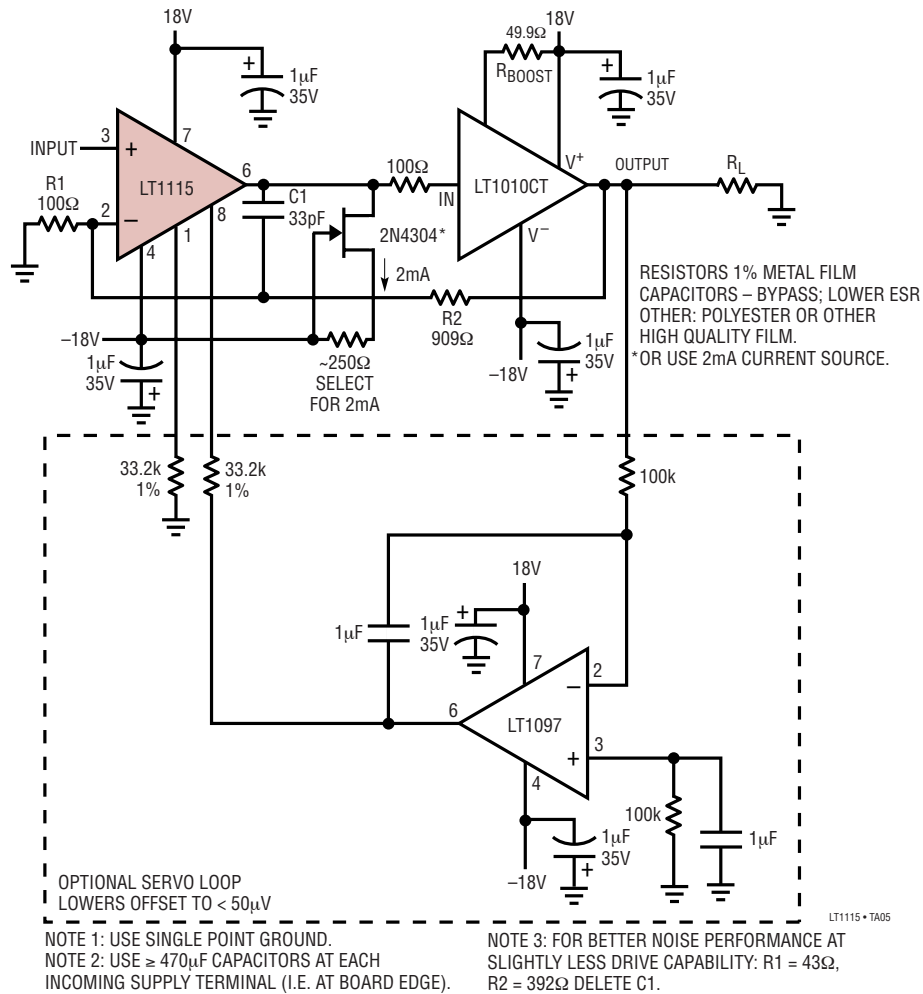 18V
+
1µF
35V
49.9Ω
RBOOST
18V
+
1µF
35V
INPUT
3
+
7
LT1115
6
8
R1
100Ω
2
–
4
1
C1
33pF
100Ω
IN
LT1010CT
V+
V–
OUTPUT
RL
2N4304*
2mA
R2
909Ω
–18V
1µF
35V
+
~250Ω
SELECT
FOR 2mA
–18V
1µF
35V
+
RESISTORS 1% METAL FILM
CAPACITORS – BYPASS; LOWER ESR
OTHER: POLYESTER OR OTHER
HIGH QUALITY FILM.
*OR USE 2mA CURRENT SOURCE.
33.2k
1%
33.2k
1%
100k
18V
1µF
1µF
35V
+
7
2
–
6
LT1097
+
3
4
100k
1µF
1µF
35V
+
–18V
OPTIONAL SERVO LOOP
LOWERS OFFSET TO < 50µV
LT1115 • TA05
NOTE 1: USE SINGLE POINT GROUND.
NOTE 2: USE ≥ 470µF CAPACITORS AT EACH
INCOMING SUPPLY TERMINAL (I.E. AT BOARD EDGE).
NOTE 3: FOR BETTER NOISE PERFORMANCE AT
SLIGHTLY LESS DRIVE CAPABILITY: R1 = 43Ω,
R2 = 392Ω DELETE C1.